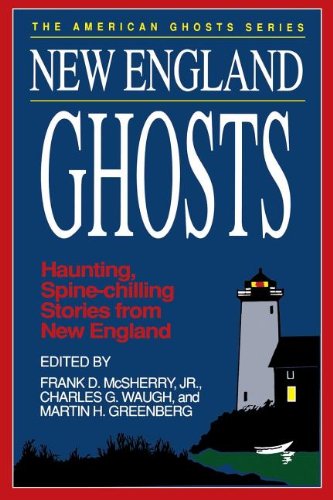 THE AMERICAN GHOSTS SERIES
NEW ENGLAND
GHOSTS
Haunting,
Spine-chilling
Stories from
New England
EDITED BY
FRANK D. McSHERRY, JR.,
CHARLES G. WAUGH, and
MARTIN H. GREENBERG